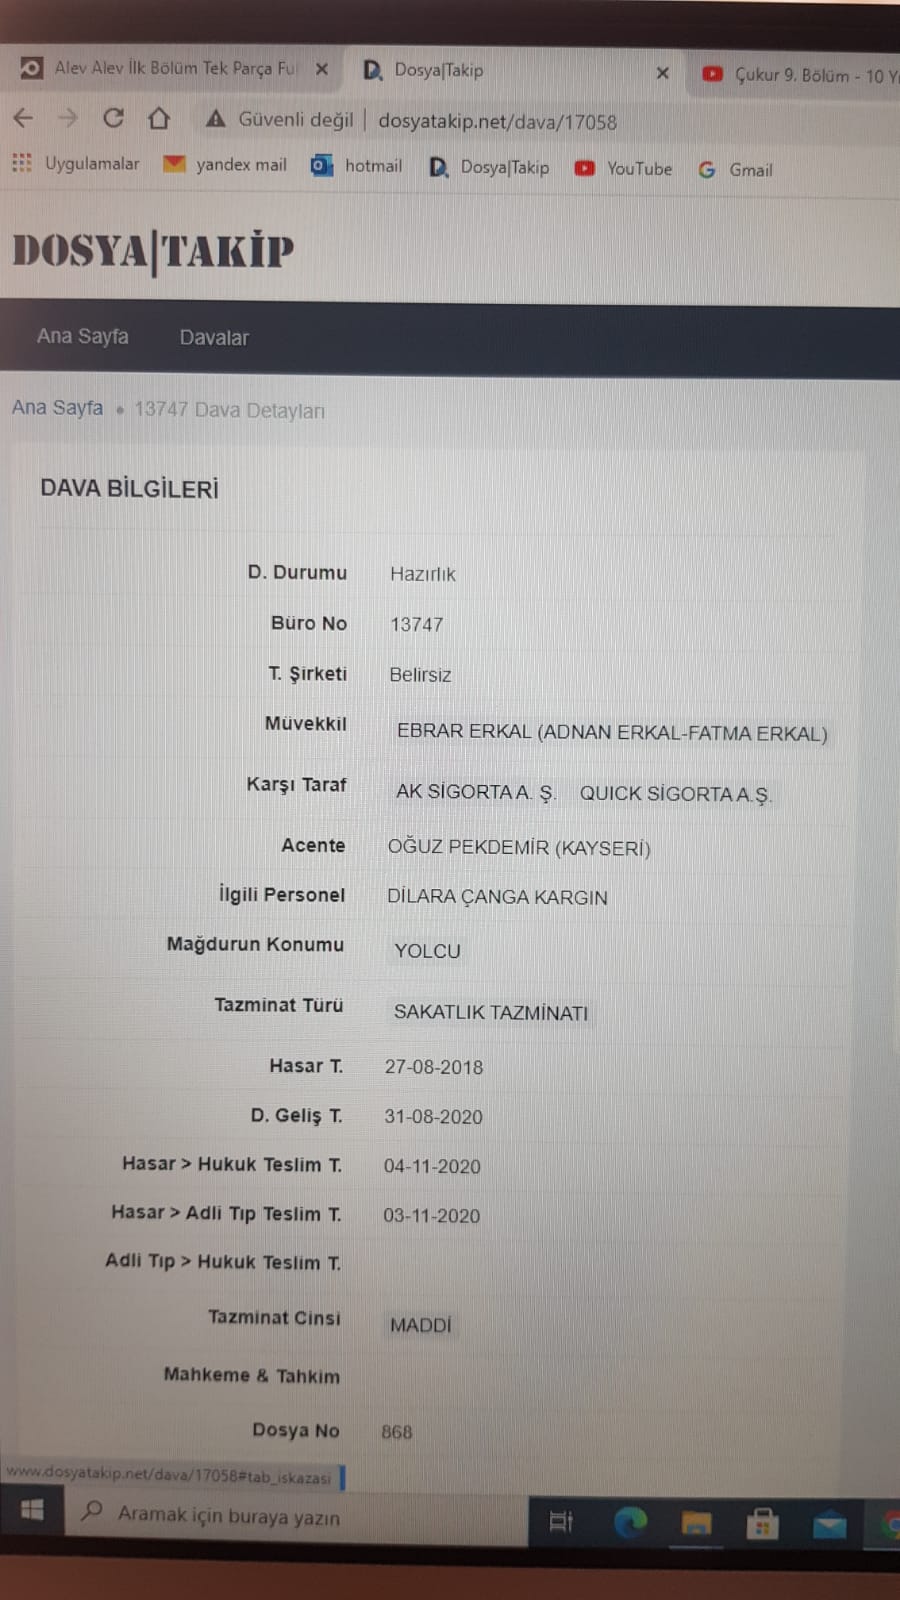 Alev Alev İlk Bölüm Tek Parça Ful
Dosya|Takip
Çukur 9. Bölüm - 10 Y
Güvenli değil | dosyatakip.net/dava/17058
Uygulamalar yandex mail hotmail Dosya|Takip YouTube Gmail
DOSYA|TAKİP
Ana Sayfa Davalar
Ana Sayfa • 13747 Dava Detayları
DAVA BİLGİLERİ
D. Durumu Hazırlık
Büro No 13747
T. Şirketi Belirsiz
Müvekkil EBRAR ERKAL (ADNAN ERKAL-FATMA ERKAL)
Karşı Taraf AK SİGORTA A. Ş. QUICK SİGORTA A.Ş.
Acente OĞUZ PEKDEMİR (KAYSERİ)
İlgili Personel DİLARA ÇANGA KARGIN
Mağdurun Konumu YOLCU
Tazminat Türü SAKATLIK TAZMİNATI
Hasar T. 27-08-2018
D. Geliş T. 31-08-2020
Hasar > Hukuk Teslim T. 04-11-2020
Hasar > Adli Tıp Teslim T. 03-11-2020
Adli Tıp > Hukuk Teslim T.
Tazminat Cinsi MADDİ
Mahkeme & Tahkim
Dosya No 868
www.dosyatakip.net/dava/17058#tab_iskazasi
Aramak için buraya yazın